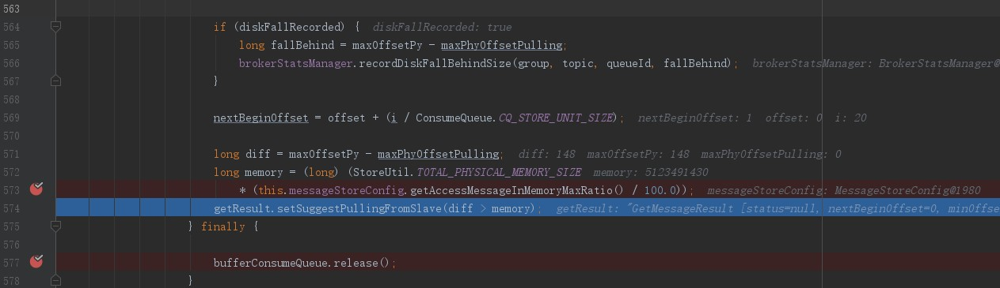 563
564 if (diskFallRecorded) { diskFallRecorded: true
565 long fallBehind = maxOffsetPy - maxPhyOffsetPulling;
566 brokerStatsManager.recordDiskFallBehindSize(group, topic, queueId, fallBehind); brokerStatsManager: BrokerStatsManager@
567 }
568
569 nextBeginOffset = offset + (i / ConsumeQueue.CQ_STORE_UNIT_SIZE); nextBeginOffset: 1 offset: 0 i: 20
570
571 long diff = maxOffsetPy - maxPhyOffsetPulling; diff: 148 maxOffsetPy: 148 maxPhyOffsetPulling: 0
572 long memory = (long) (StoreUtil.TOTAL_PHYSICAL_MEMORY_SIZE memory: 5123491430
573 * (this.messageStoreConfig.getAccessMessageInMemoryMaxRatio() / 100.0)); messageStoreConfig: MessageStoreConfig@1980
574 getResult.setSuggestPullingFromSlave(diff > memory); getResult: "GetMessageResult [status=null, nextBeginOffset=0, minOffse
575 } finally {
576
577 bufferConsumeQueue.release();
578 }